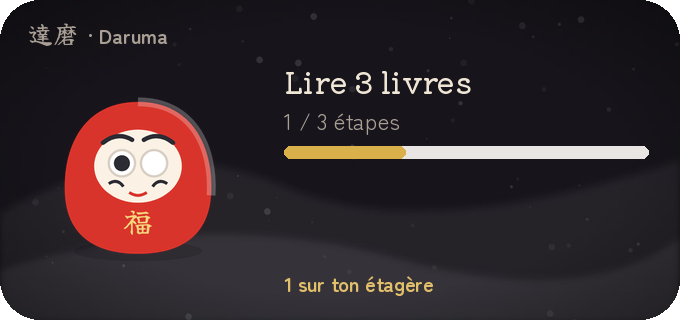 達磨 · Daruma
Lire 3 livres
1 / 3 étapes
福
1 sur ton étagère